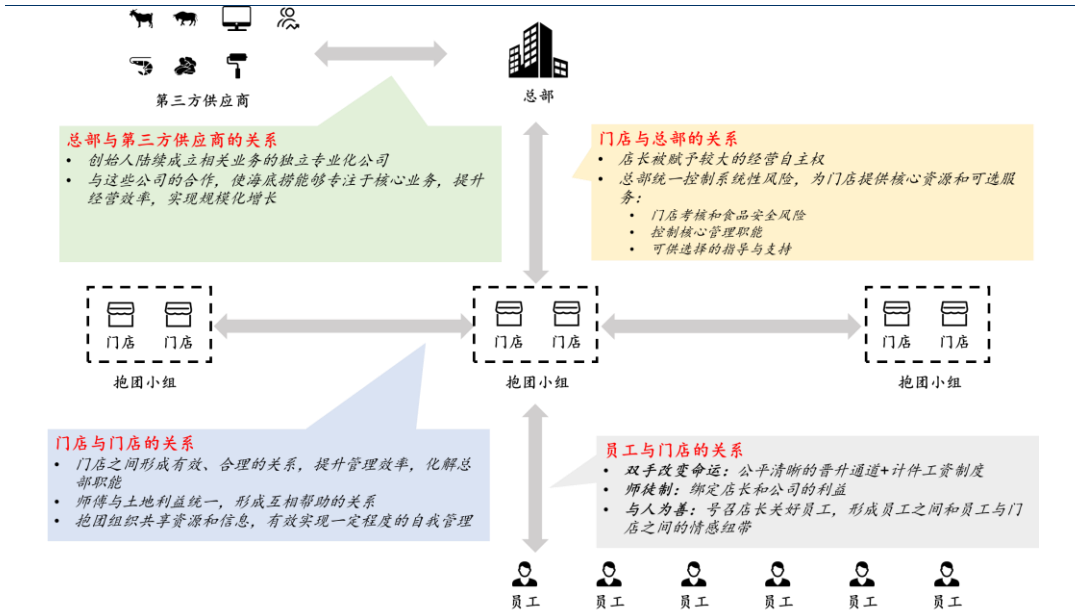 第三方供应商
总部
总部与第三方供应商的关系
• 创始人陆续成立相关业务的独立专业化公司
• 与这些公司的合作，使海底捞能够专注于核心业务，提升
经营效率，实现规模化增长
门店与总部的关系
• 店长被赋予较大的经营自主权
• 总部统一控制系统性风险，为门店提供核心资源和可选服
务：
• 门店考核和食品安全风险
• 控制核心管理职能
• 可供选择的指导与支持
门店 门店
门店 门店
门店 门店
抱团小组
抱团小组
抱团小组
门店与门店的关系
• 门店之间形成有效、合理的关系，提升管理效率，化解总
部职能
• 师傅与土地利益统一，形成互相帮助的关系
• 抱团组织共享资源和信息，有效实现一定程度的自我管理
员工与门店的关系
• 双手改变命运：公平清晰的晋升通道+计件工资制度
• 师徒制：绑定店长和公司的利益
• 与人为善：号召店长关好员工，形成员工之间和员工与门
店之间的情感纽带
员工 员工 员工 员工 员工 员工